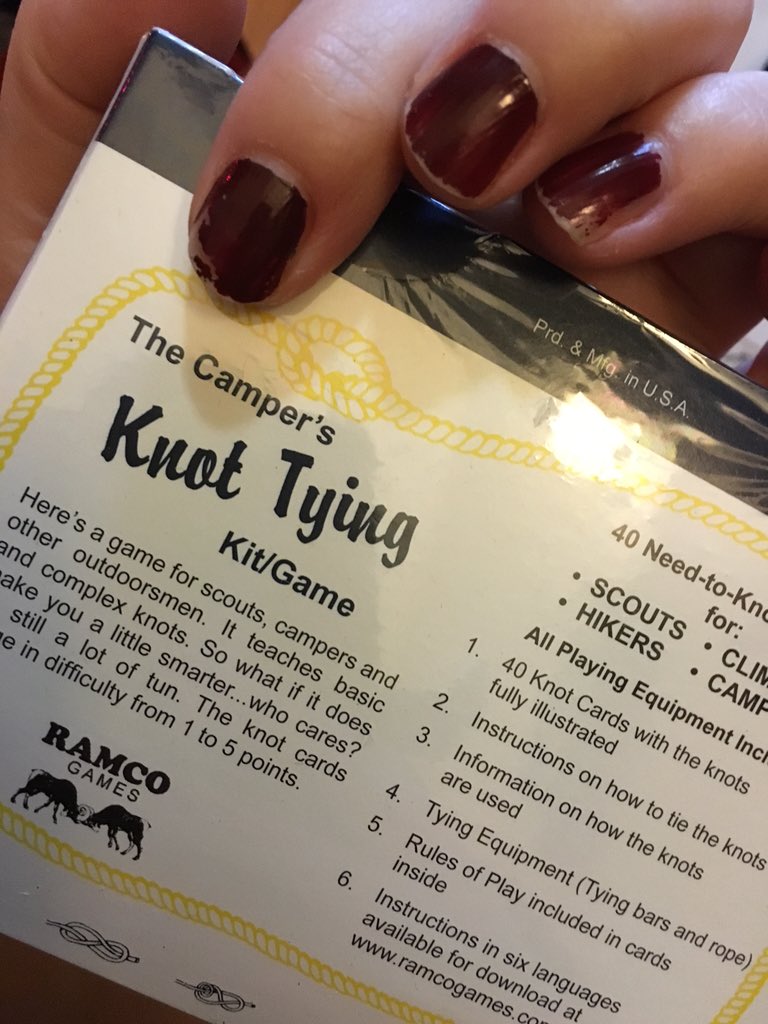 Prd. & Mfg. in U.S.A.
The Camper's
Knot Tying
Kit/Game
Here's a game for scouts, campers and
other outdoorsmen. It teaches basic
and complex knots. So what if it does
make you a little smarter...who cares?
still a lot of fun. The knot cards
in difficulty from 1 to 5 points.
RAMCO
GAMES
40 Need-to-Kno
for:
• SCOUTS • CLIM
• HIKERS • CAMP
All Playing Equipment Incl
1. 40 Knot Cards with the knots
fully illustrated
2. Instructions on how to tie the knots
3. Information on how the knots
are used
4. Tying Equipment (Tying bars and rope)
5. Rules of Play included in cards
inside
6. Instructions in six languages
available for download at
www.ramcogames.co